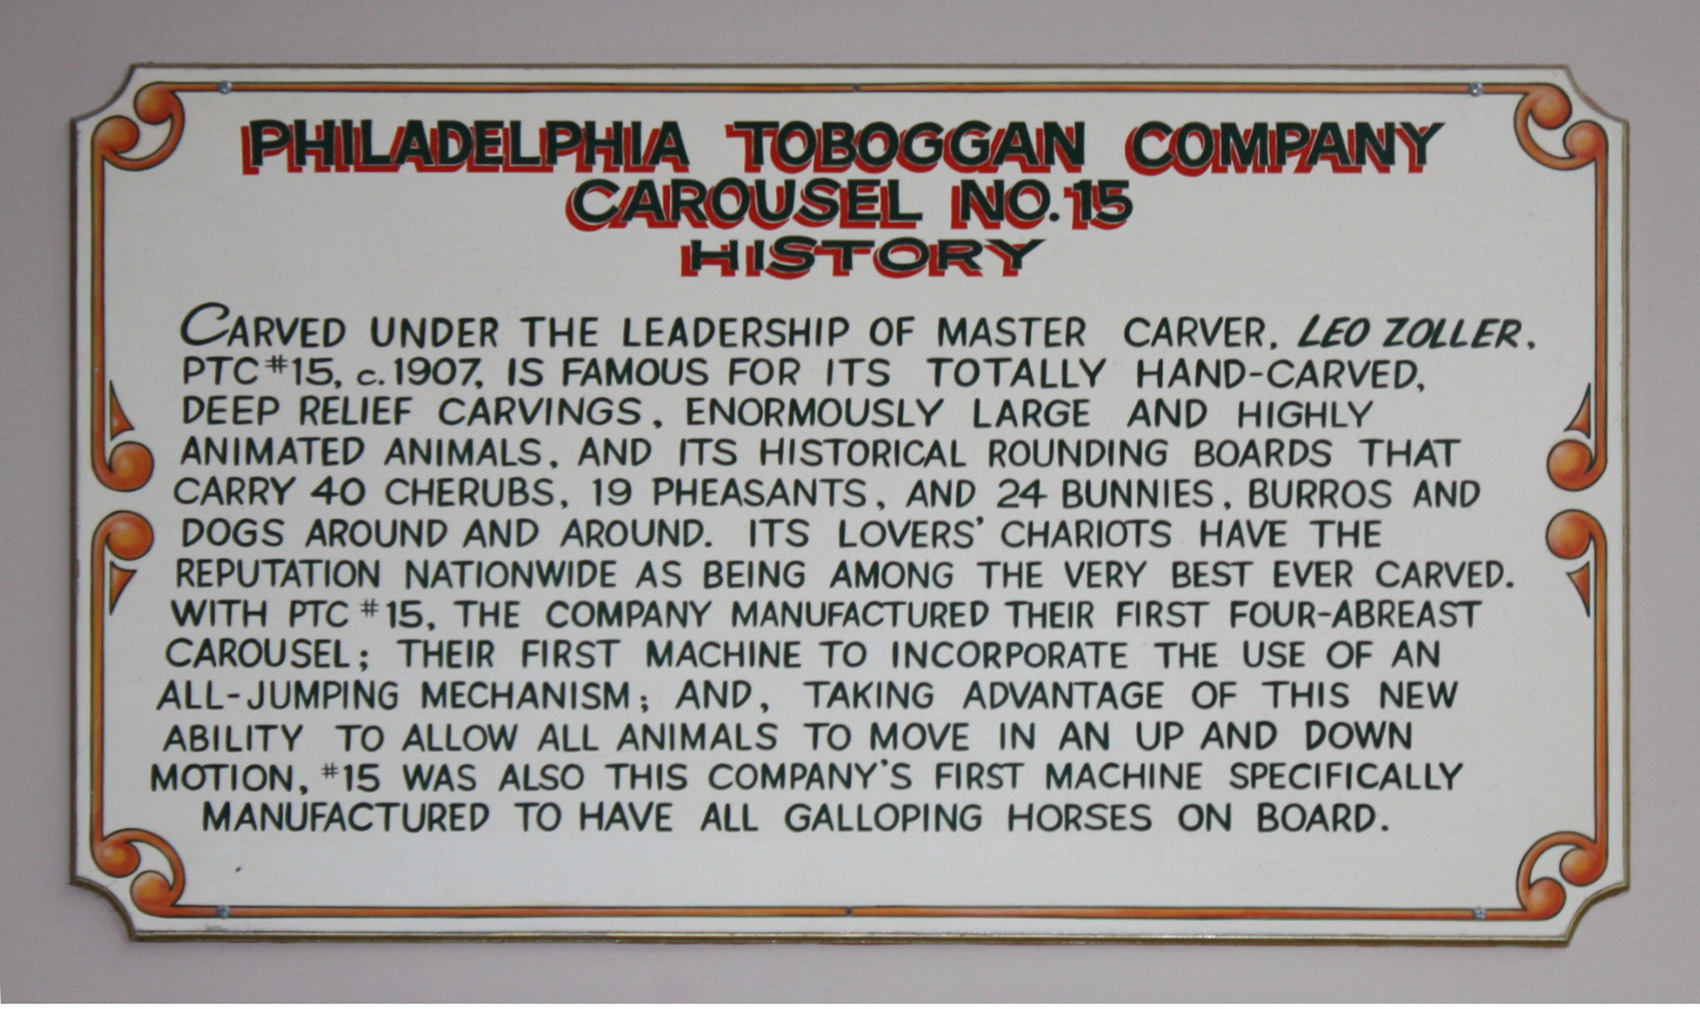 PHILADELPHIA TOBOGGAN COMPANY
CAROUSEL NO. 15
HISTORY
CARVED UNDER THE LEADERSHIP OF MASTER CARVER, LEO ZOLLER,
PTC #15, c. 1907, IS FAMOUS FOR ITS TOTALLY HAND-CARVED,
DEEP RELIEF CARVINGS, ENORMOUSLY LARGE AND HIGHLY
ANIMATED ANIMALS, AND ITS HISTORICAL ROUNDING BOARDS THAT
CARRY 40 CHERUBS, 19 PHEASANTS, AND 24 BUNNIES, BURROS AND
DOGS AROUND AND AROUND. ITS LOVERS' CHARIOTS HAVE THE
REPUTATION NATIONWIDE AS BEING AMONG THE VERY BEST EVER CARVED.
WITH PTC #15, THE COMPANY MANUFACTURED THEIR FIRST FOUR-ABREAST
CAROUSEL; THEIR FIRST MACHINE TO INCORPORATE THE USE OF AN
ALL-JUMPING MECHANISM; AND, TAKING ADVANTAGE OF THIS NEW
ABILITY TO ALLOW ALL ANIMALS TO MOVE IN AN UP AND DOWN
MOTION, #15 WAS ALSO THIS COMPANY'S FIRST MACHINE SPECIFICALLY
MANUFACTURED TO HAVE ALL GALLOPING HORSES ON BOARD.